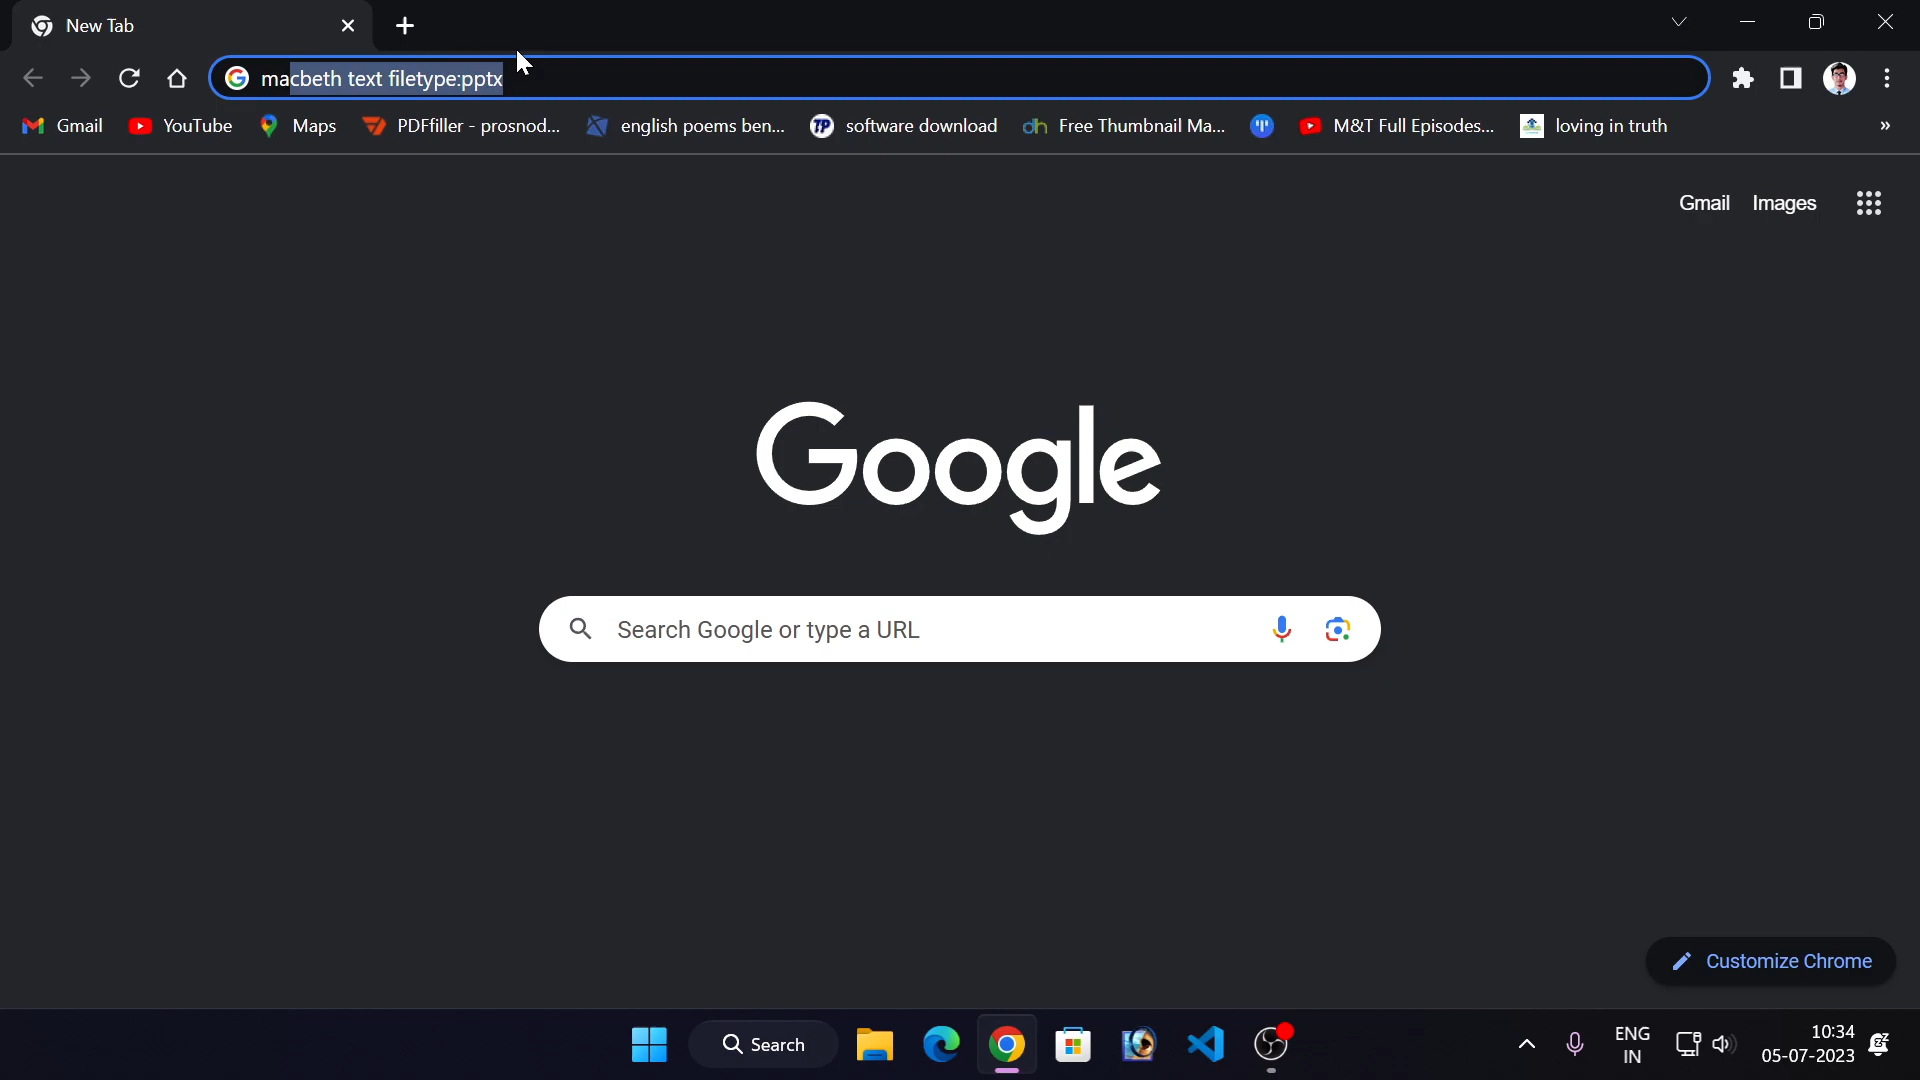 New Tab
macbeth text filetype:pptx
Gmail YouTube Maps PDFfiller - prosnod... english poems ben... TP software download dh Free Thumbnail Ma... M&T Full Episodes... loving in truth »
Gmail Images
Google
Search Google or type a URL
Customize Chrome
Search
ENG
IN
10:34
05-07-2023